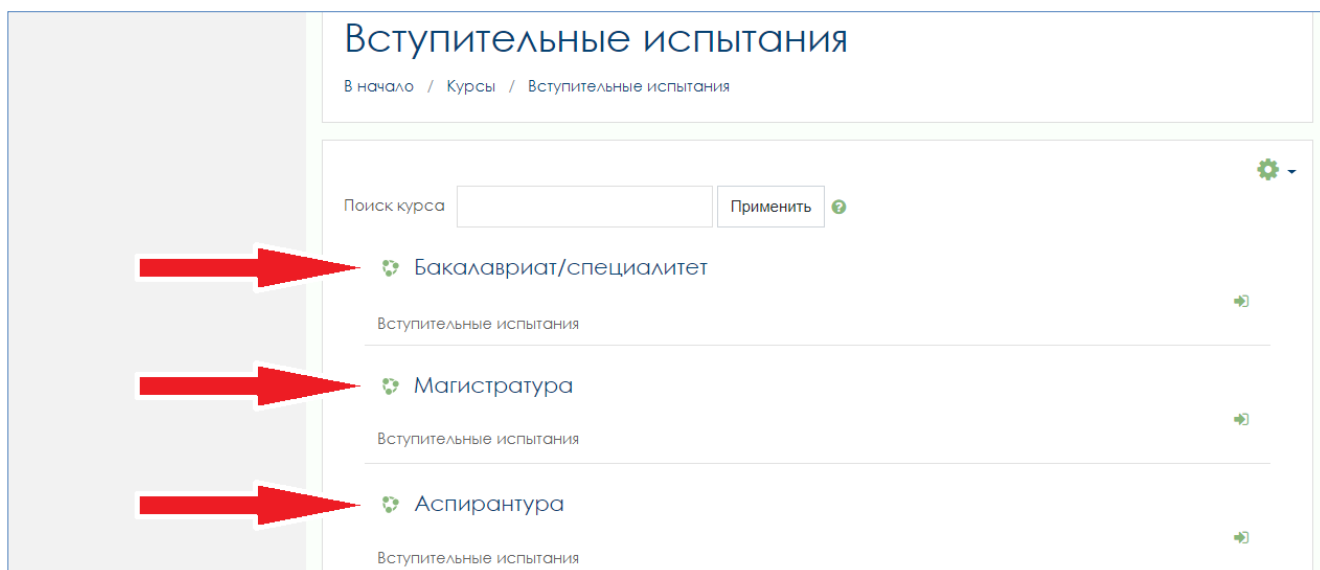 Вступительные испытания
В начало / Курсы / Вступительные испытания
Поиск курса Применить
Бакалавриат/специалитет
Вступительные испытания
Магистратура
Вступительные испытания
Аспирантура
Вступительные испытания